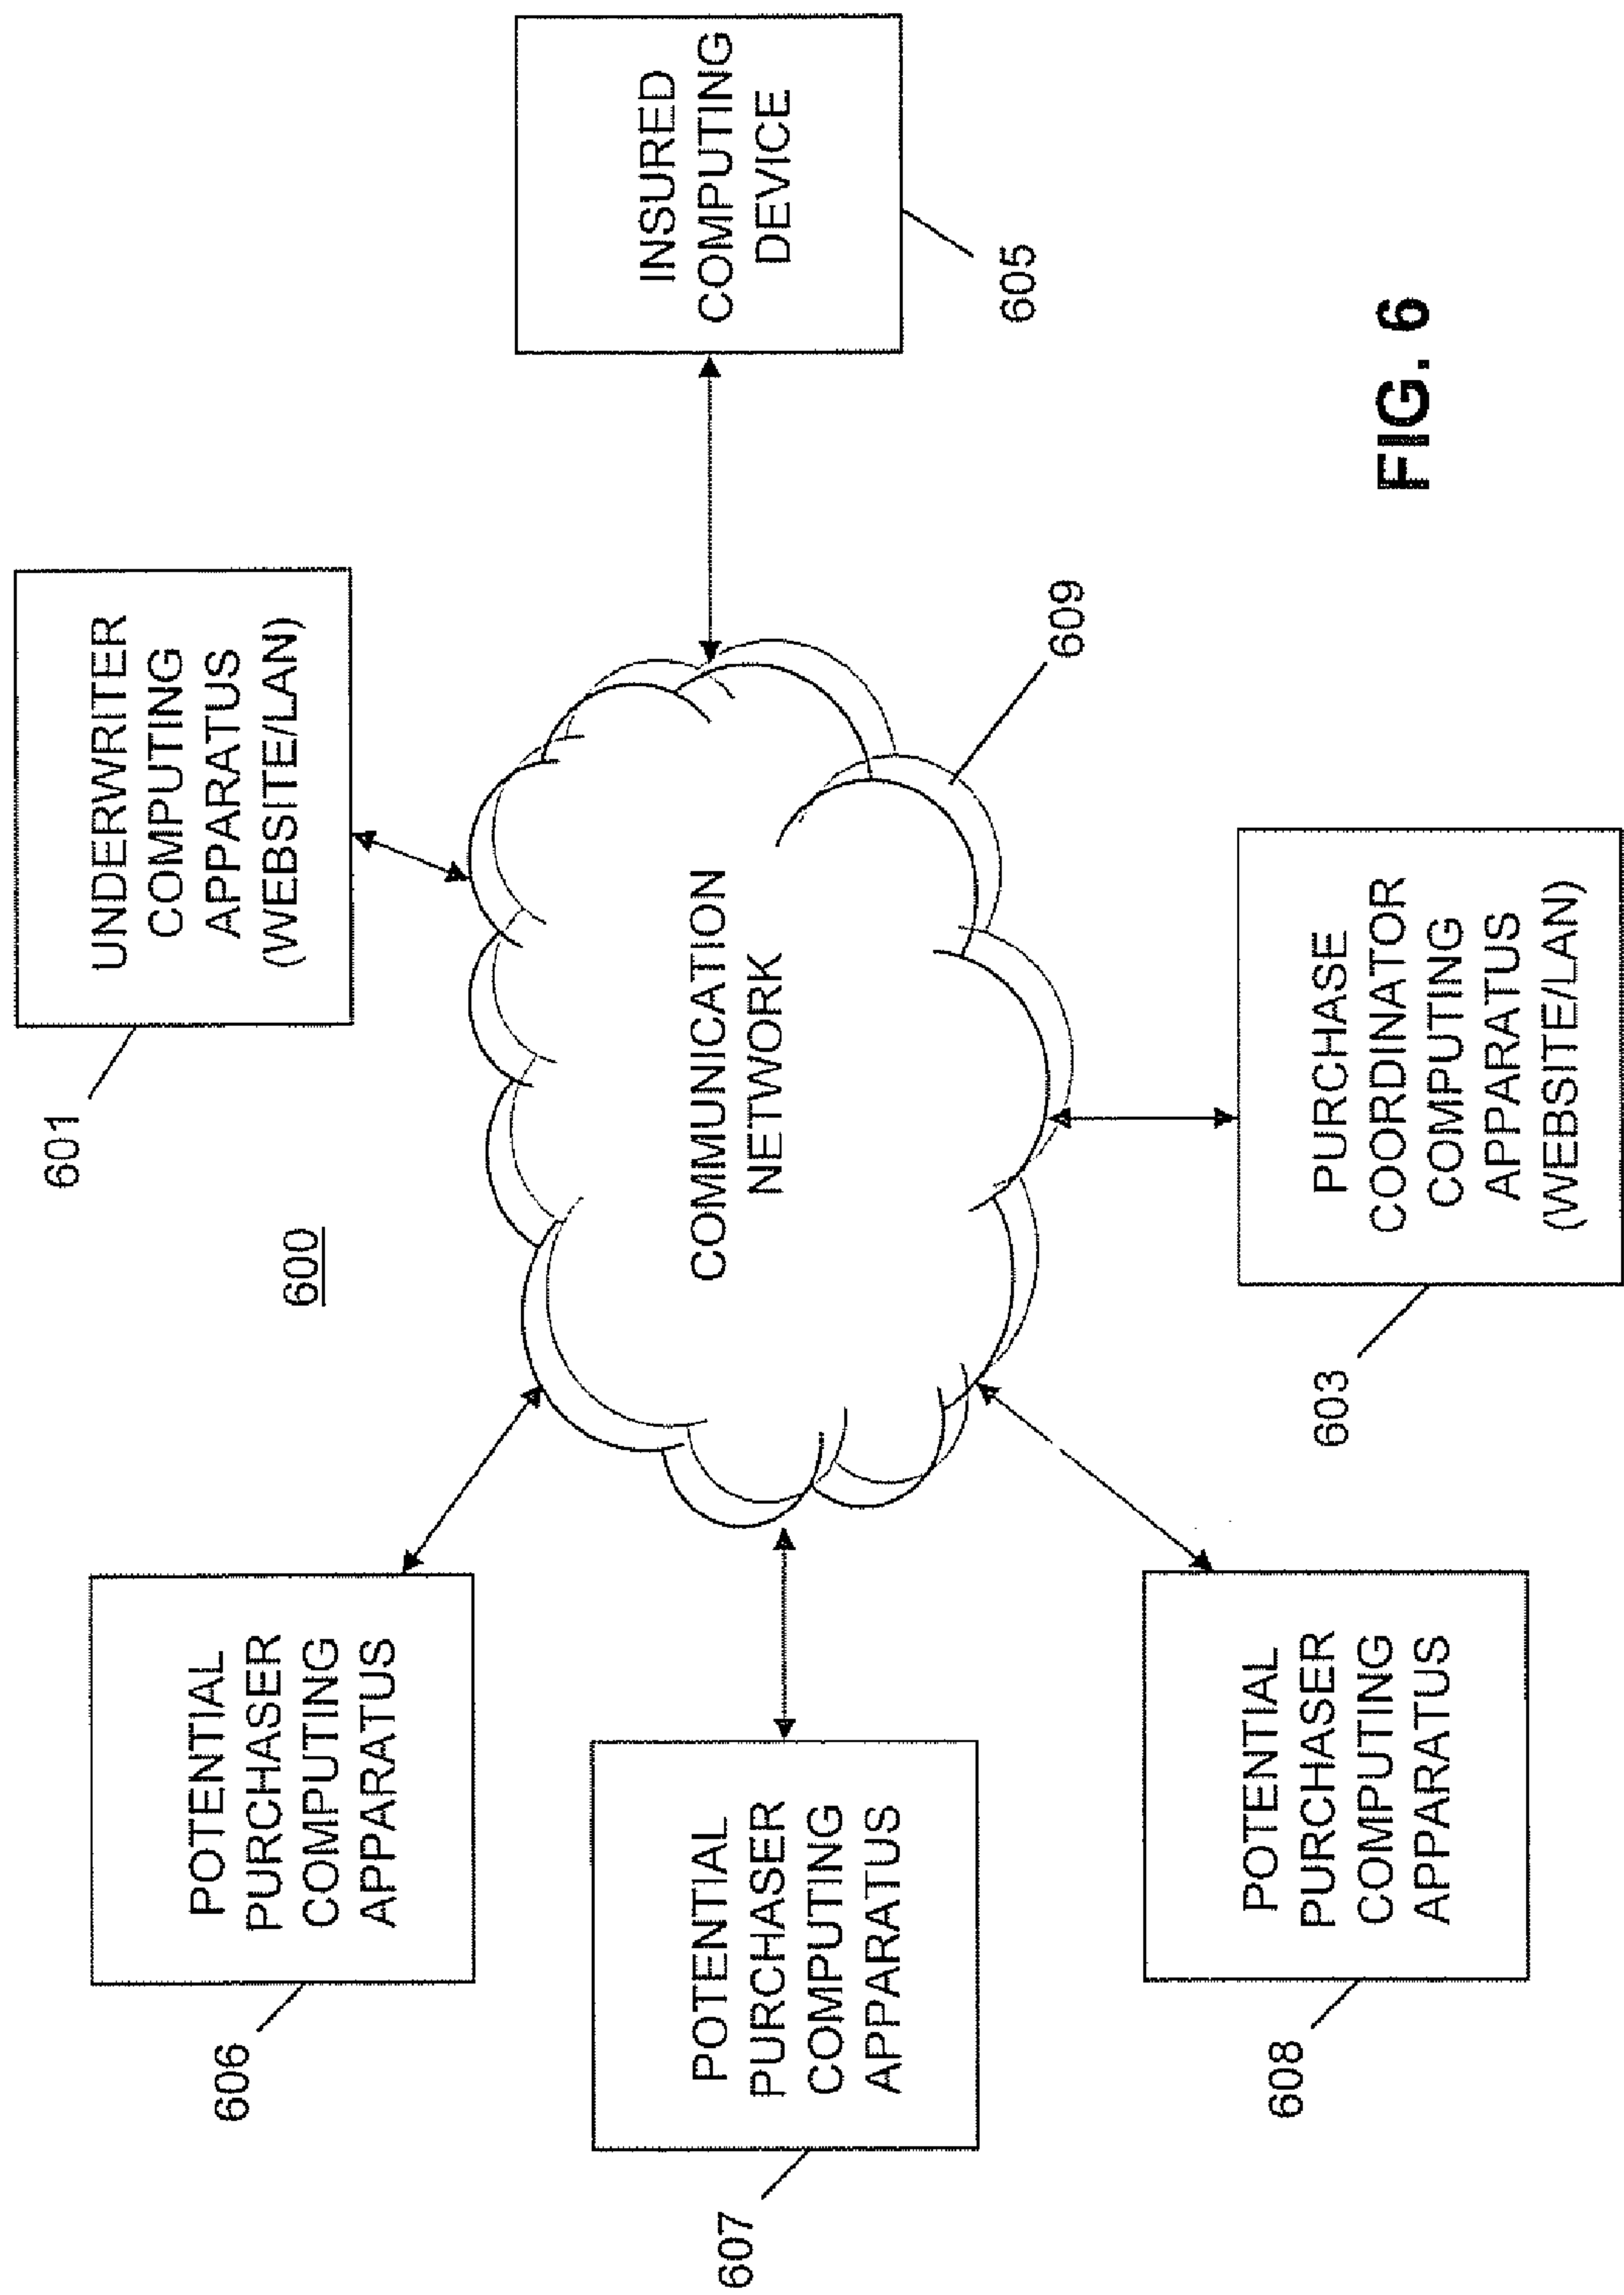 600
601
UNDERWRITER
COMPUTING
APPARATUS
(WEBSITE/LAN)
606
POTENTIAL
PURCHASER
COMPUTING
APPARATUS
607
POTENTIAL
PURCHASER
COMPUTING
APPARATUS
COMMUNICATION
NETWORK
INSURED
COMPUTING
DEVICE
605
609
608
POTENTIAL
PURCHASER
COMPUTING
APPARATUS
603
PURCHASE
COORDINATOR
COMPUTING
APPARATUS
(WEBSITE/LAN)
FIG. 6